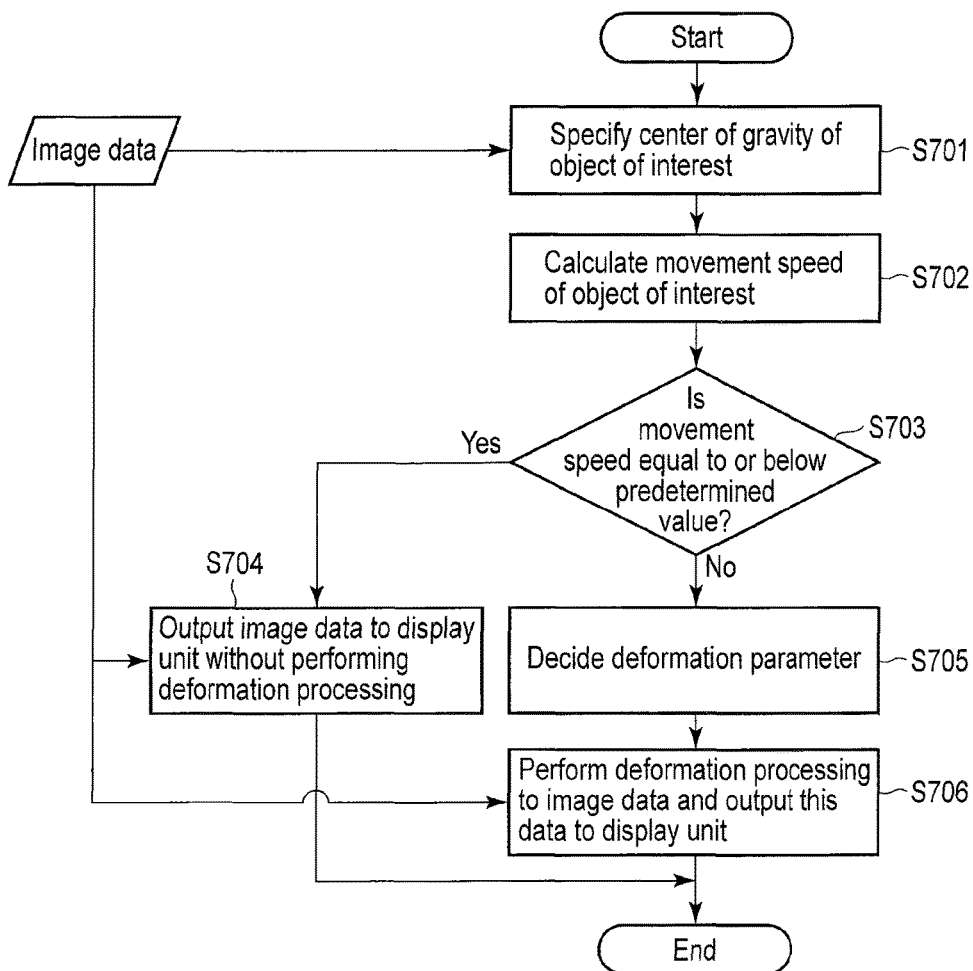 Start
Image data
Specify center of gravity of
object of interest
S701
Calculate movement speed
of object of interest
S702
Is
movement
speed equal to or below
predetermined
value?
S703
Yes
No
S704
Output image data to display
unit without performing
deformation processing
Decide deformation parameter
S705
Perform deformation processing
to image data and output this
data to display unit
S706
End